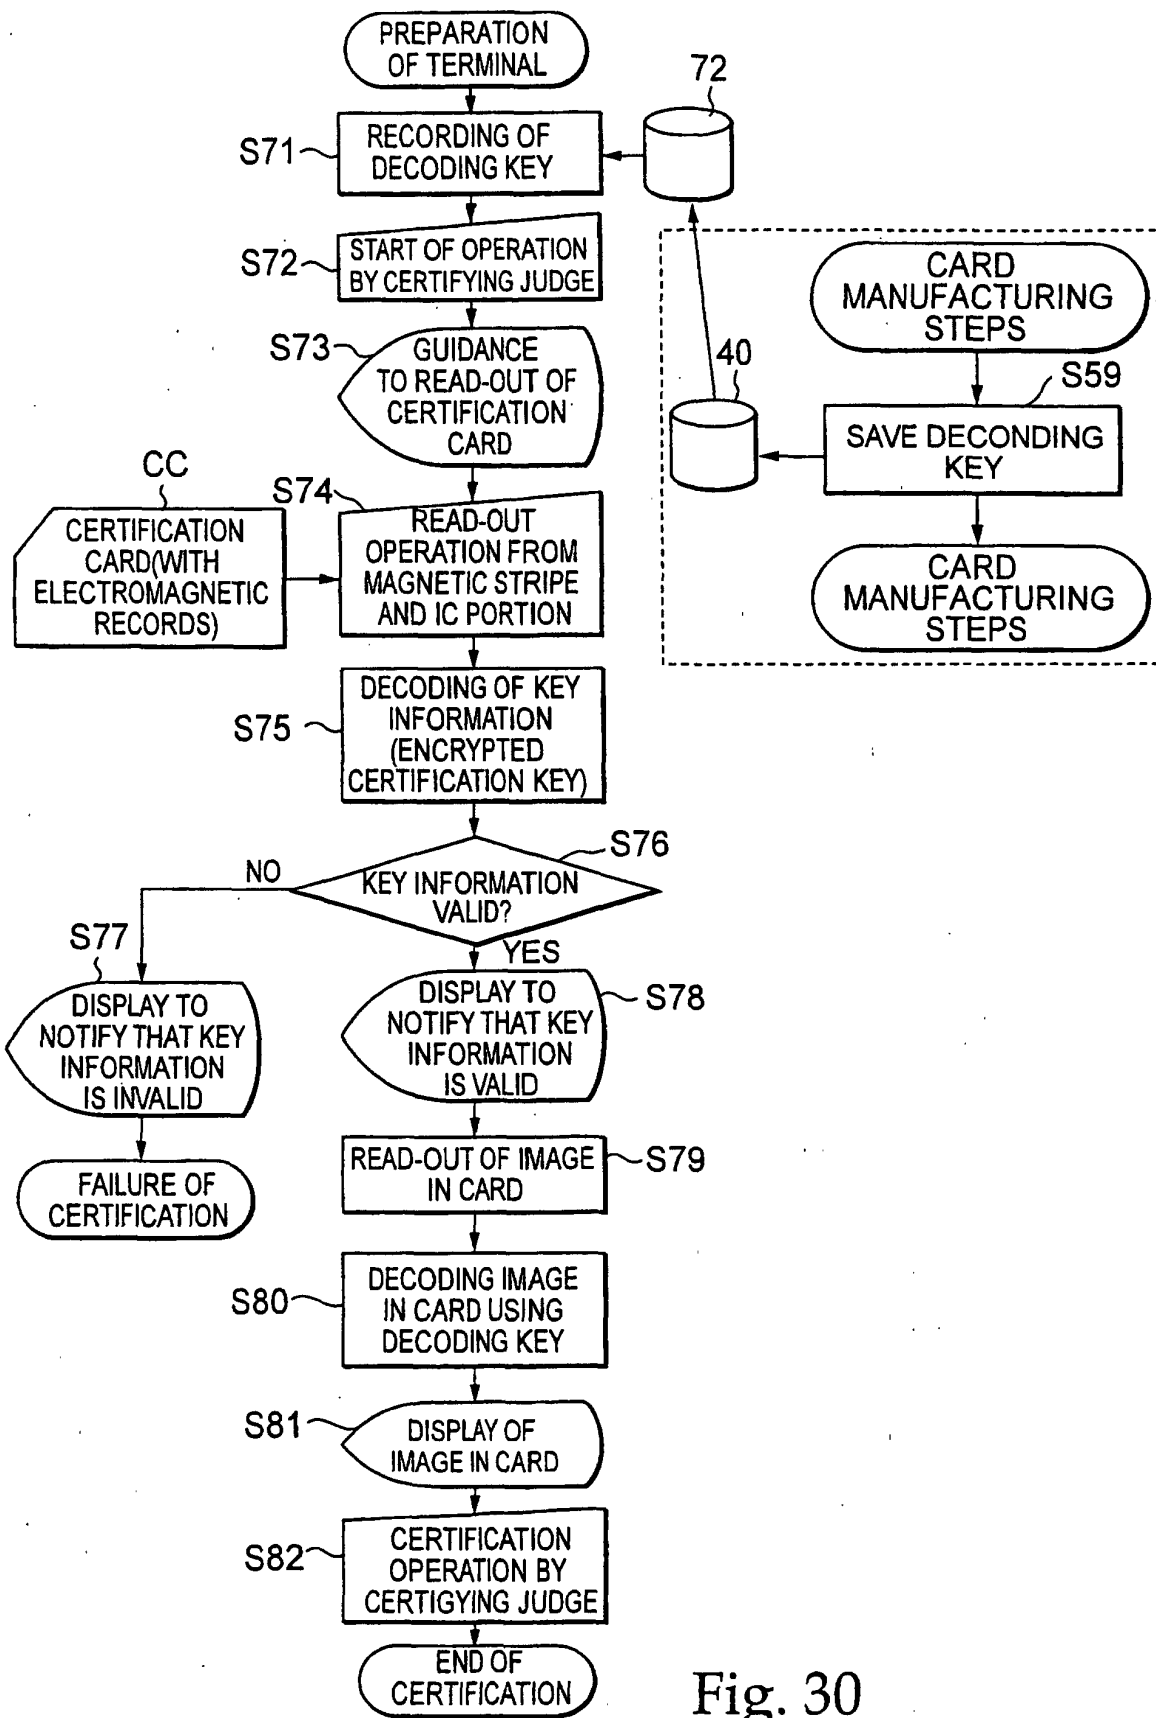 PREPARATION
OF TERMINAL
72
S71
RECORDING OF
DECODING KEY
S72
START OF OPERATION
BY CERTIFYING JUDGE
CARD
MANUFACTURING
STEPS
S73
GUIDANCE
TO READ-OUT OF
CERTIFICATION
CARD
40
S59
SAVE DECONDING
KEY
CARD
MANUFACTURING
STEPS
CC
CERTIFICATION
CARD(WITH
ELECTROMAGNETIC
RECORDS)
S74
READ-OUT
OPERATION FROM
MAGNETIC STRIPE
AND IC PORTION
S75
DECODING OF KEY
INFORMATION
(ENCRYPTED
CERTIFICATION KEY)
S76
KEY INFORMATION
VALID?
NO
YES
S77
DISPLAY TO
NOTIFY THAT KEY
INFORMATION
IS INVALID
FAILURE OF
CERTIFICATION
S78
DISPLAY TO
NOTIFY THAT KEY
INFORMATION
IS VALID
S79
READ-OUT OF IMAGE
IN CARD
S80
DECODING IMAGE
IN CARD USING
DECODING KEY
S81
DISPLAY OF
IMAGE IN CARD
S82
CERTIFICATION
OPERATION BY
CERTIGYING JUDGE
END OF
CERTIFICATION
Fig. 30